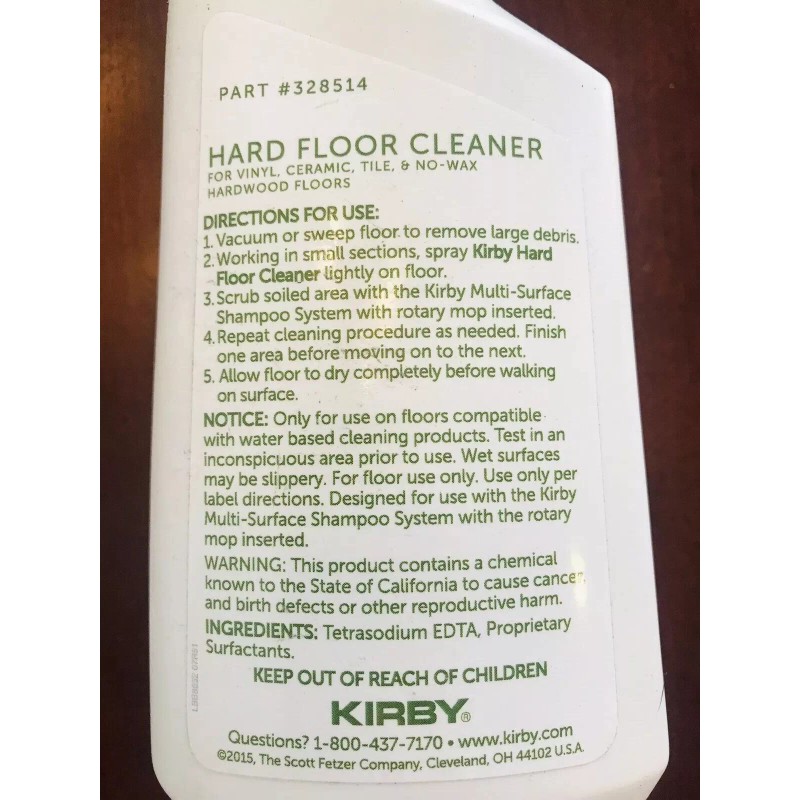 PART #328514
HARD FLOOR CLEANER
FOR VINYL, CERAMIC, TILE, & NO-WAX
HARDWOOD FLOORS
DIRECTIONS FOR USE:
1. Vacuum or sweep floor to remove large debris.
2. Working in small sections, spray Kirby Hard
Floor Cleaner lightly on floor.
3. Scrub soiled area with the Kirby Multi-Surface
Shampoo System with rotary mop inserted.
4. Repeat cleaning procedure as needed. Finish
one area before moving on to the next.
5. Allow floor to dry completely before walking
on surface.
NOTICE: Only for use on floors compatible
with water based cleaning products. Test in an
inconspicuous area prior to use. Wet surfaces
may be slippery. For floor use only. Use only per
label directions. Designed for use with the Kirby
Multi-Surface Shampoo System with the rotary
mop inserted.
WARNING: This product contains a chemical
known to the State of California to cause cancer,
and birth defects or other reproductive harm.
INGREDIENTS: Tetrasodium EDTA, Proprietary
Surfactants.
KEEP OUT OF REACH OF CHILDREN
KIRBY®
Questions? 1-800-437-7170 • www.kirby.com
©2015, The Scott Fetzer Company, Cleveland, OH 44102 U.S.A.